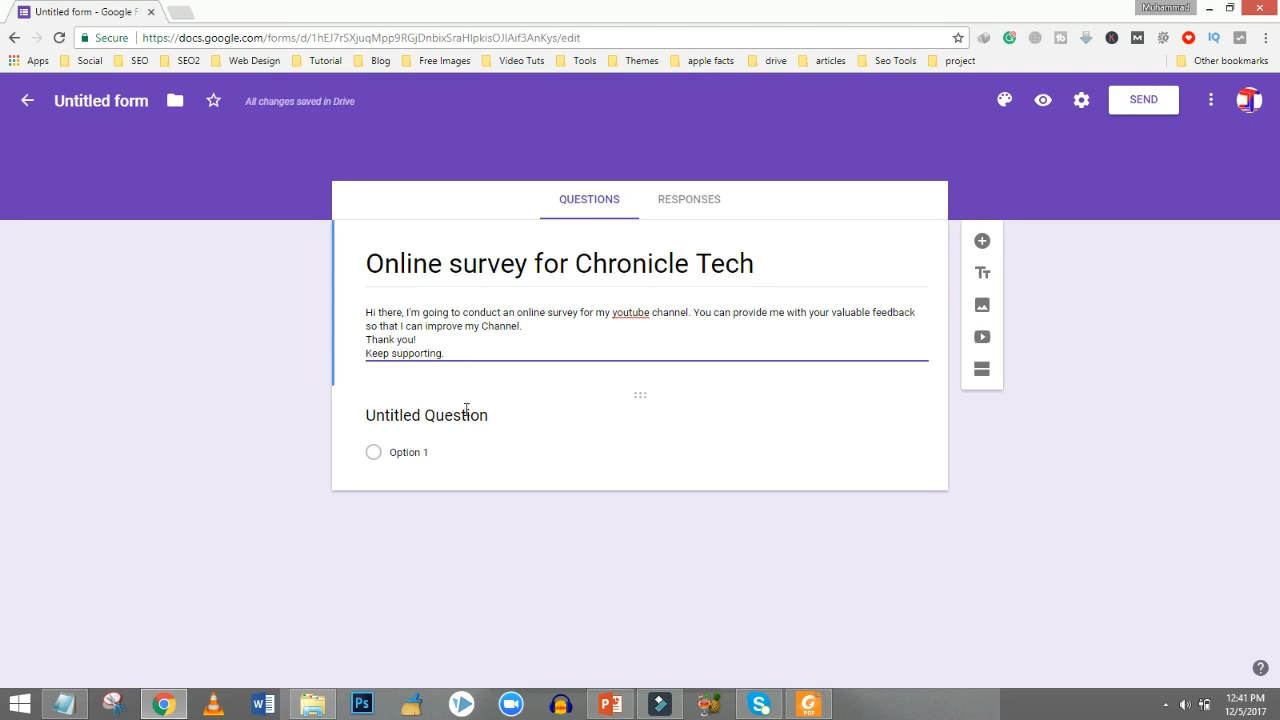 Untitled form - Google F
Muhammad
Secure
https://docs.google.com/forms/d/1hEJ7rSXjuqMpp9RGjDnbixSraHIpkisOJIAif3AnKys/edit
Apps
Social
SEO
SEO2
Web Design
Tutorial
Blog
Free Images
Video Tuts
Tools
Themes
apple facts
drive
articles
Seo Tools
project
Other bookmarks
Untitled form
All changes saved in Drive
SEND
QUESTIONS
RESPONSES
Online survey for Chronicle Tech
Hi there, I'm going to conduct an online survey for my youtube channel. You can provide me with your valuable feedback
so that I can improve my Channel.
Thank you!
Keep supporting.
Untitled Question
Option 1
12:41 PM
12/5/2017